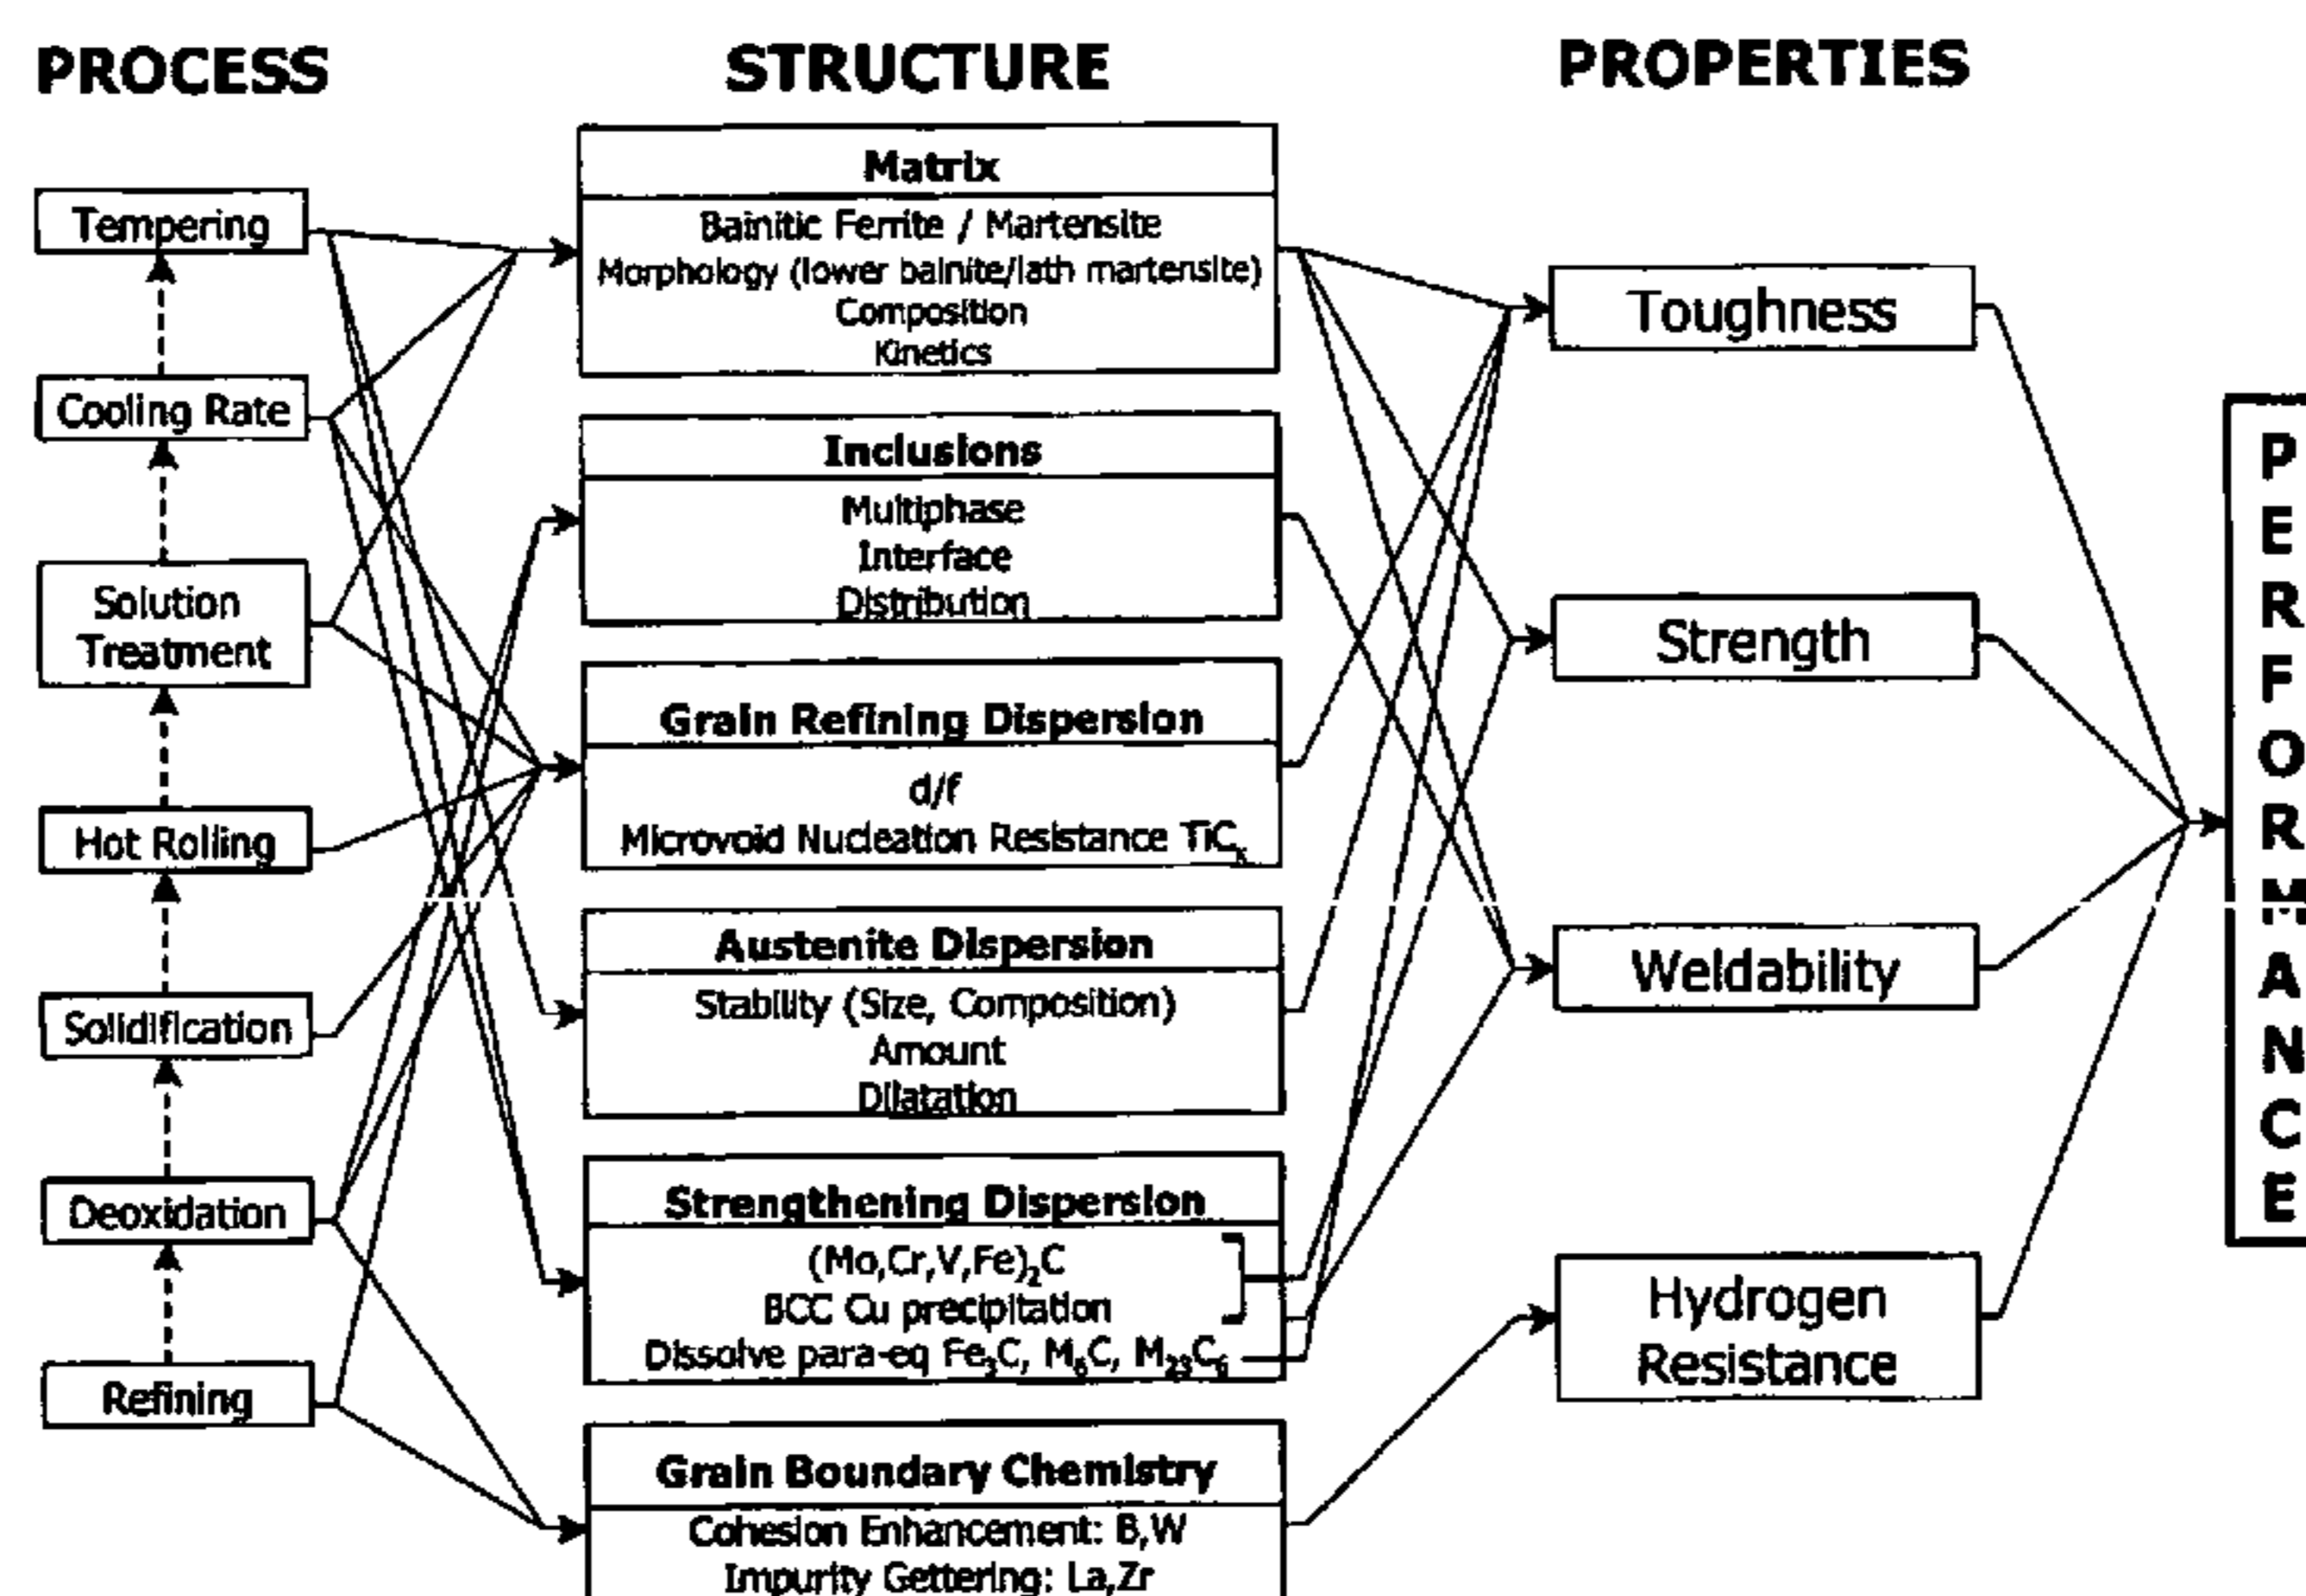 PROCESS
STRUCTURE
PROPERTIES
Tempering
Cooling Rate
Solution
Treatment
Hot Rolling
Solidification
Deoxidation
Refining
Matrix
Bainitic Ferrite / Martensite
Morphology (lower bainite/lath martensite)
Composition
Kinetics
Inclusions
Multiphase
Interface
Distribution
Grain Refining Dispersion
d/f
Microvoid Nucleation Resistance TiCₓ
Austenite Dispersion
Stability (Size, Composition)
Amount
Dilatation
Strengthening Dispersion
(Mo,Cr,V,Fe)₂C
BCC Cu precipitation
Dissolve para-eq Fe₃C, M₆C, M₂₃C₆
Grain Boundary Chemistry
Cohesion Enhancement: B,W
Impurity Gettering: La,Zr
Toughness
Strength
Weldability
Hydrogen
Resistance
PERFORMANCE